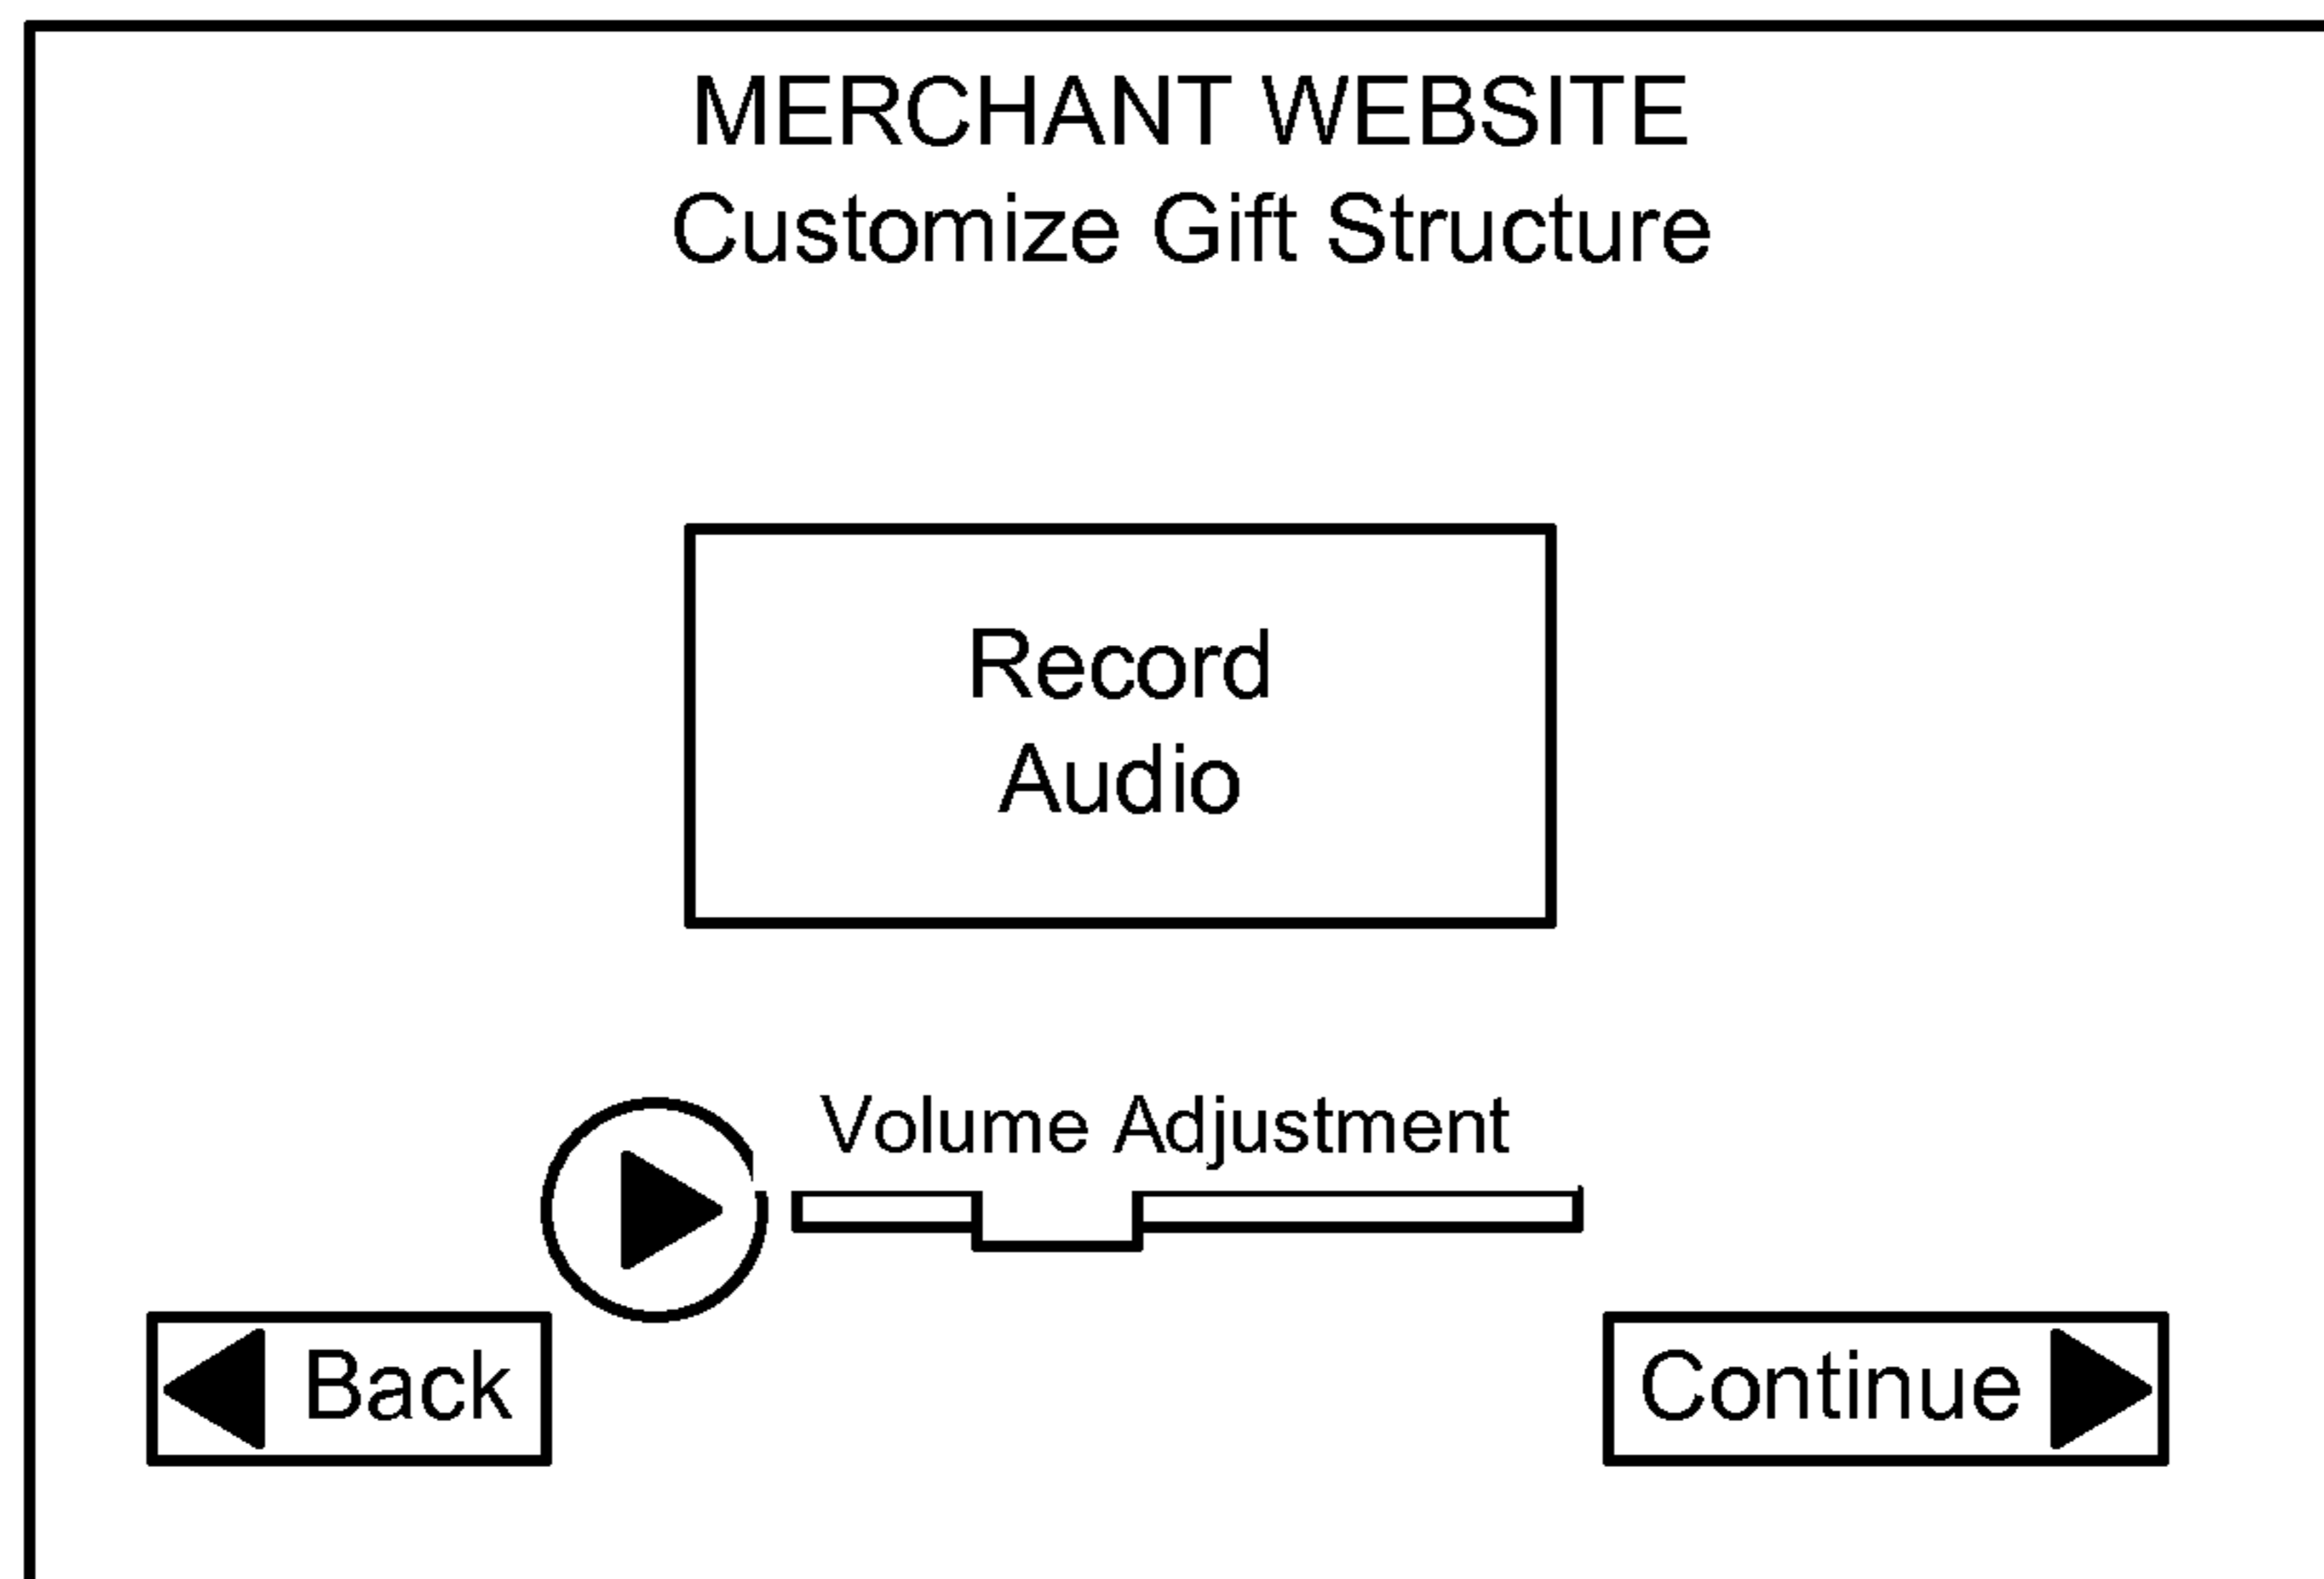 MERCHANT WEBSITE
Customize Gift Structure
Record
Audio
Volume Adjustment
Back
Continue